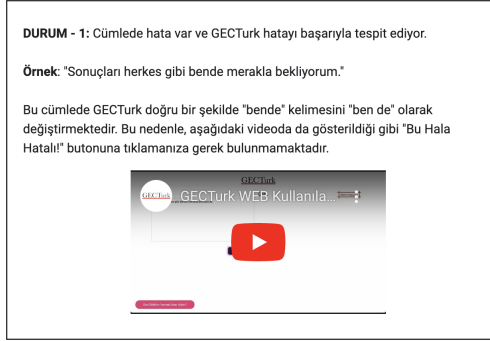 DURUM - 1: Cümlede hata var ve GECTurk hatayı başarıyla tespit ediyor.
Örnek: "Sonuçları herkes gibi bende merakla bekliyorum."
Bu cümlede GECTurk doğru bir şekilde "bende" kelimesini "ben de" olarak
değiştirmektedir. Bu nedenle, aşağıdaki videoda da gösterildiği gibi "Bu Hala
Hatalı!" butonuna tıklamanıza gerek bulunmamaktadır.
GECTurk
GECTurk
GECTurk WEB Kullanıla...